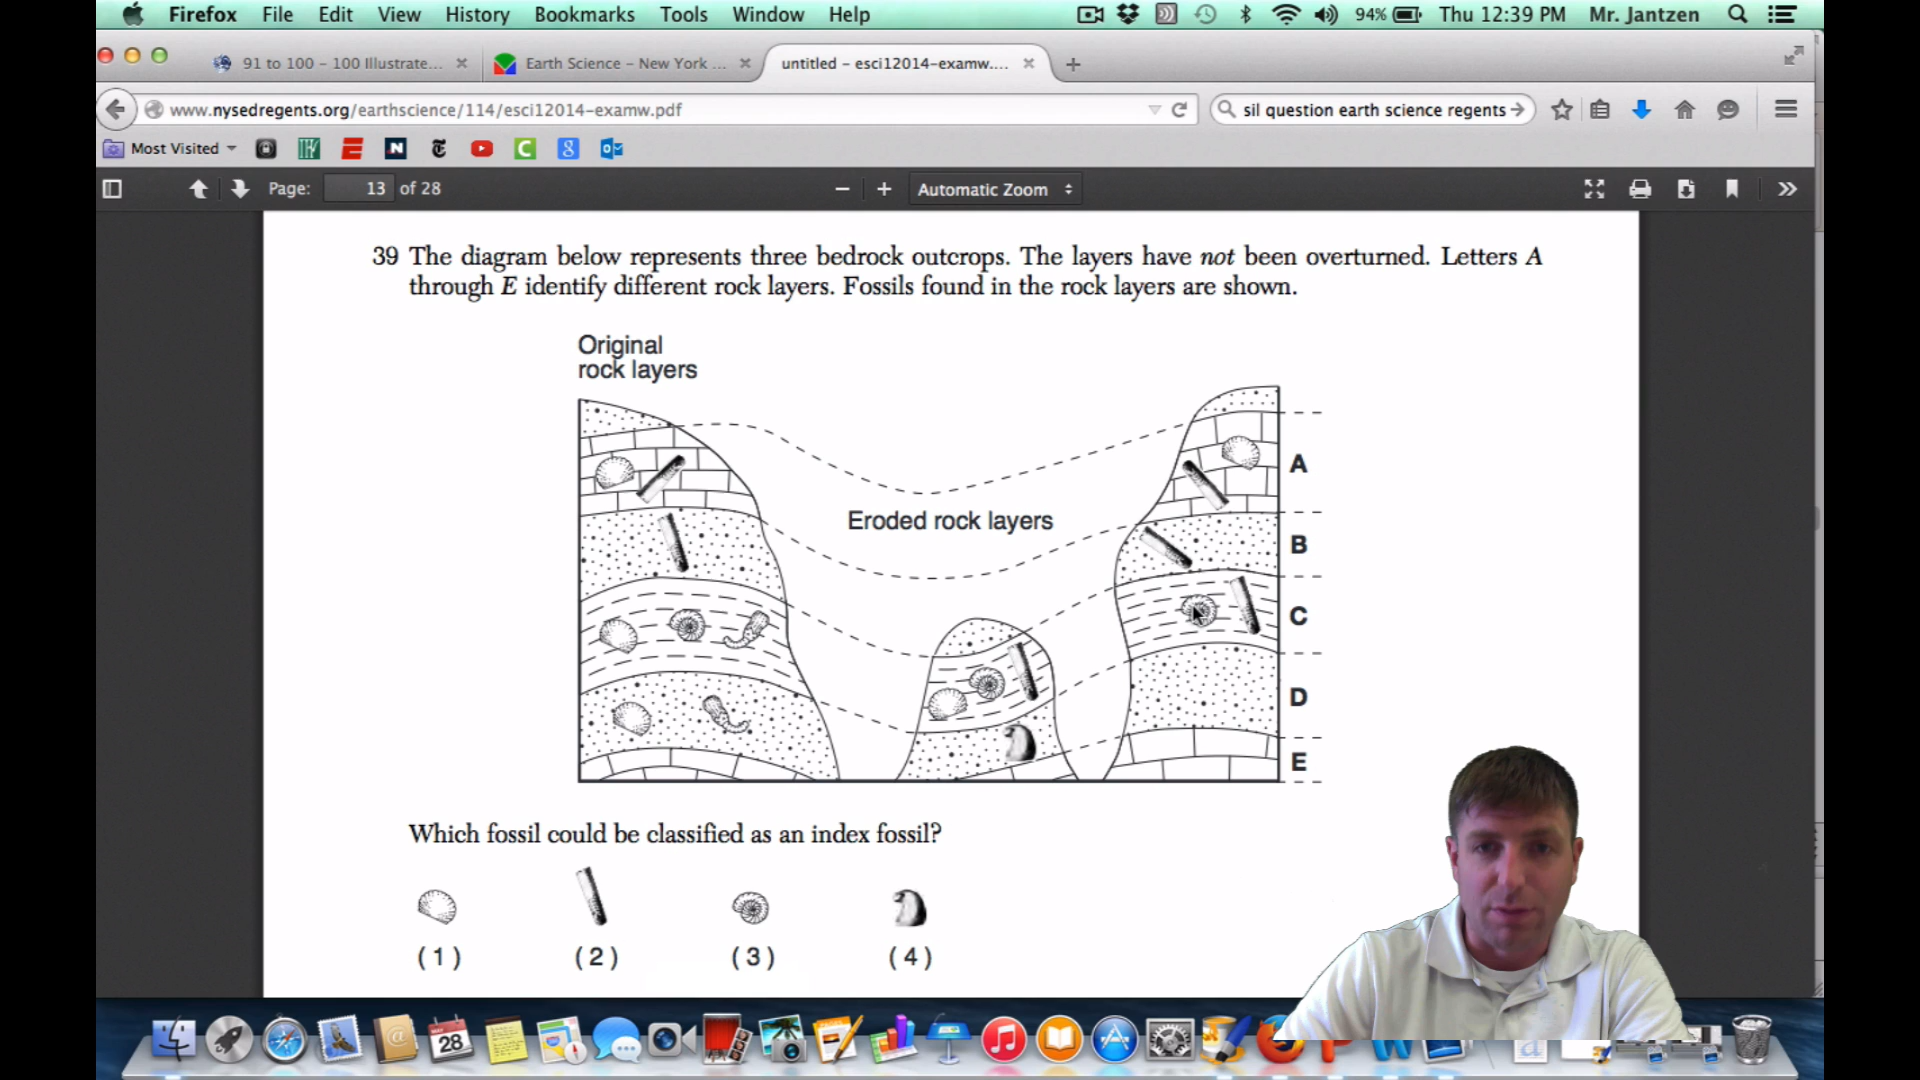 Firefox File Edit View History Bookmarks Tools Window Help 94% Thu 12:39 PM Mr. Jantzen
91 to 100 – 100 Illustrate... Earth Science – New York ... untitled – esci12014-examw....
www.nysedregents.org/earthscience/114/esci12014-examw.pdf sil question earth science regents
Most Visited
Page: 13 of 28 Automatic Zoom
39 The diagram below represents three bedrock outcrops. The layers have not been overturned. Letters A
through E identify different rock layers. Fossils found in the rock layers are shown.
Original
rock layers
A
Eroded rock layers
B
C
D
E
Which fossil could be classified as an index fossil?
(1) (2) (3) (4)
MAY
28